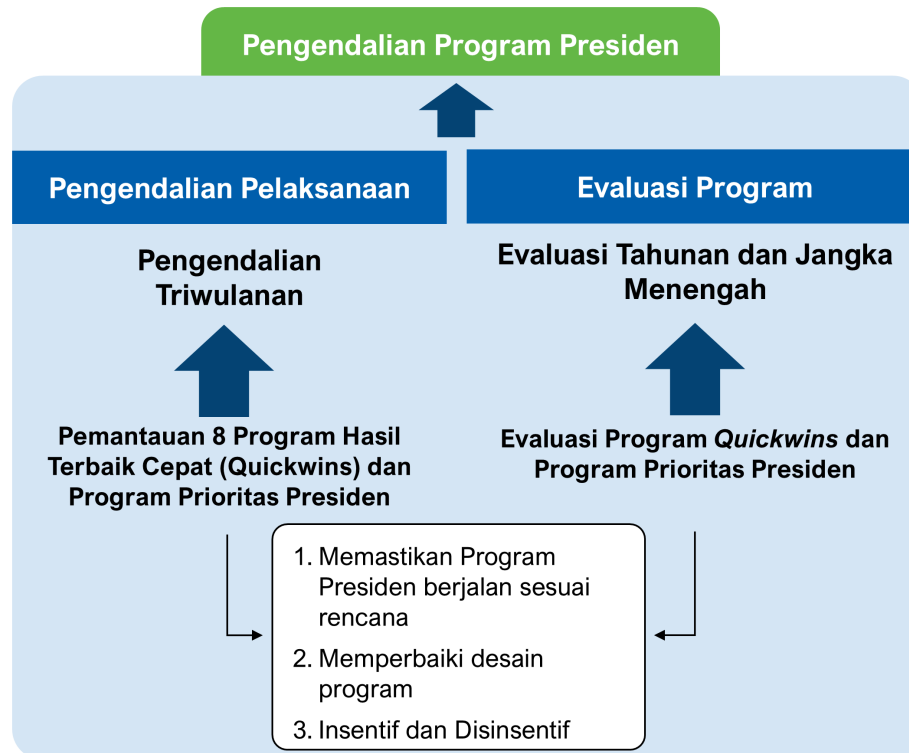 Pengendalian Program Presiden
Pengendalian Pelaksanaan
Pengendalian
Triwulanan
Pemantauan 8 Program Hasil
Terbaik Cepat (Quickwins) dan
Program Prioritas Presiden
Evaluasi Program
Evaluasi Tahunan dan Jangka
Menengah
Evaluasi Program Quickwins dan
Program Prioritas Presiden
1. Memastikan Program
Presiden berjalan sesuai
rencana
2. Memperbaiki desain
program
3. Insentif dan Disinsentif